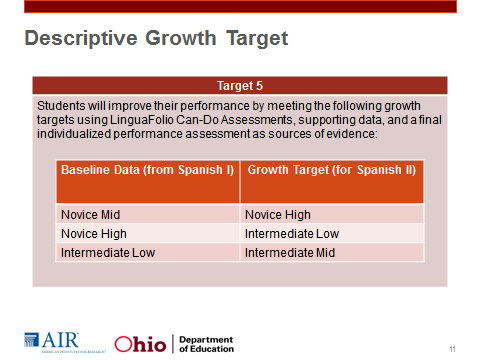 Descriptive Growth Target
Target 5
Students will improve their performance by meeting the following growth
targets using LinguaFolio Can-Do Assessments, supporting data, and a final
individualized performance assessment as sources of evidence:
Baseline Data (from Spanish I) Growth Target (for Spanish II)
Novice Mid Novice High
Novice High Intermediate Low
Intermediate Low Intermediate Mid
AIR
AMERICAN INSTITUTES FOR RESEARCH
Ohio
Department
of Education
11